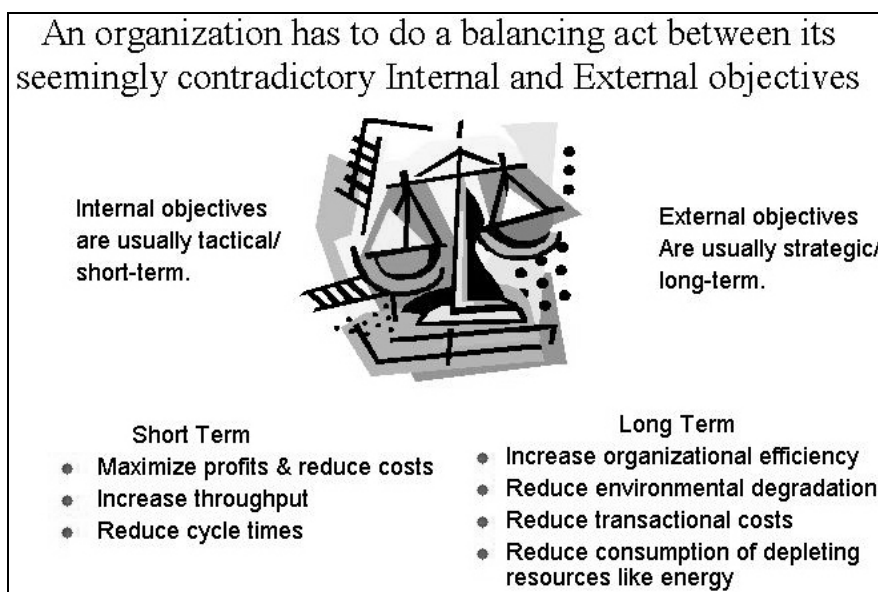 An organization has to do a balancing act between its
seemingly contradictory Internal and External objectives
Internal objectives
are usually tactical/
short-term.
External objectives
Are usually strategic/
long-term.
Short Term
Maximize profits & reduce costs
Increase throughput
Reduce cycle times
Long Term
Increase organizational efficiency
Reduce environmental degradation
Reduce transactional costs
Reduce consumption of depleting
resources like energy